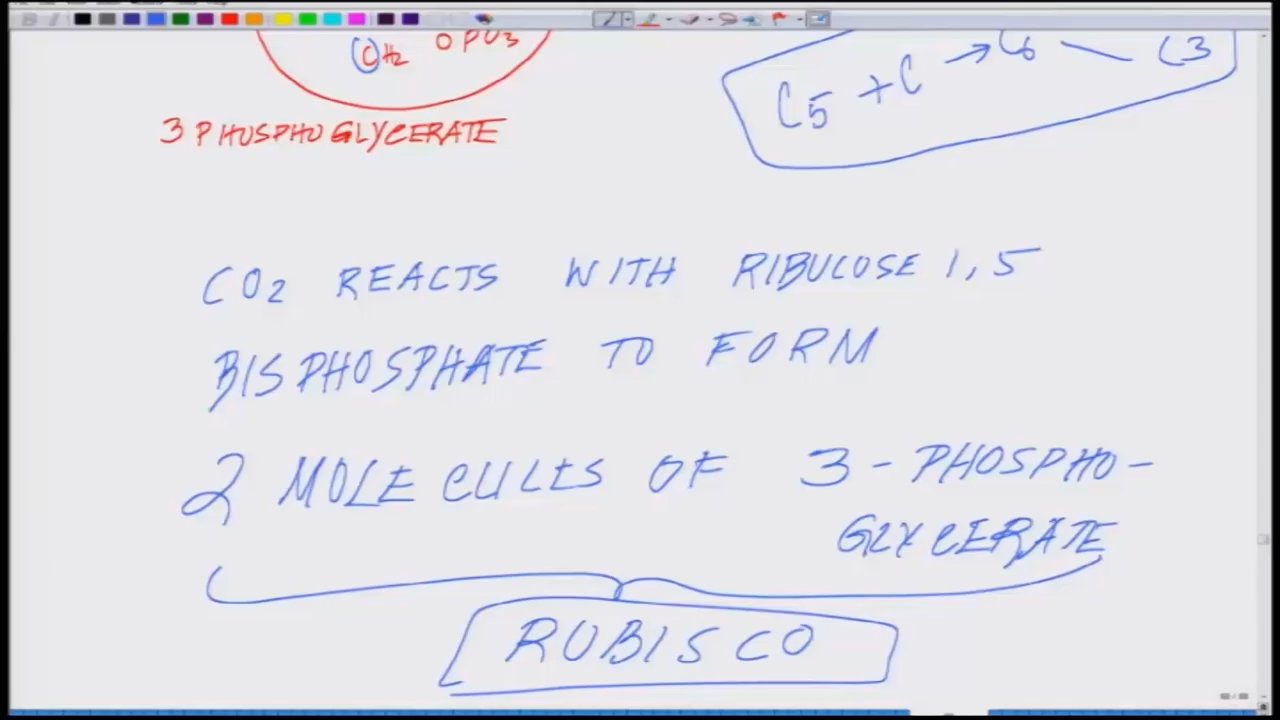 CH2 OPO3
C5 + C → C6 — C3
3 PHOSPHOGLYCERATE
CO2 REACTS WITH RIBUCOSE 1,5
BISPHOSPHATE TO FORM
2 MOLECULES OF 3-PHOSPHO-
GLYCERATE
RUBISCO